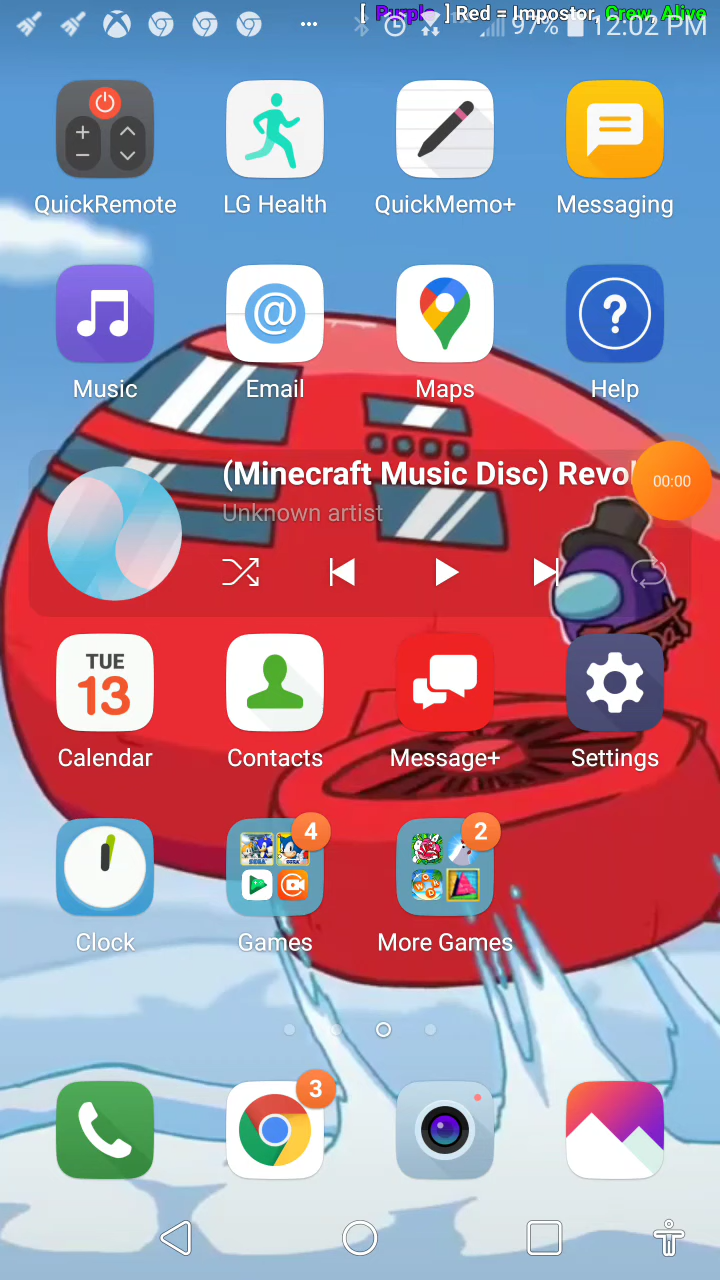 [ Purple ] Red = Impostor, Crew, Alive
97% 12:02 PM
QuickRemote LG Health QuickMemo+ Messaging
Music Email Maps Help
(Minecraft Music Disc) Revol
00:00
Unknown artist
TUE
13
Calendar Contacts Message+ Settings
4
2
Clock Games More Games
3